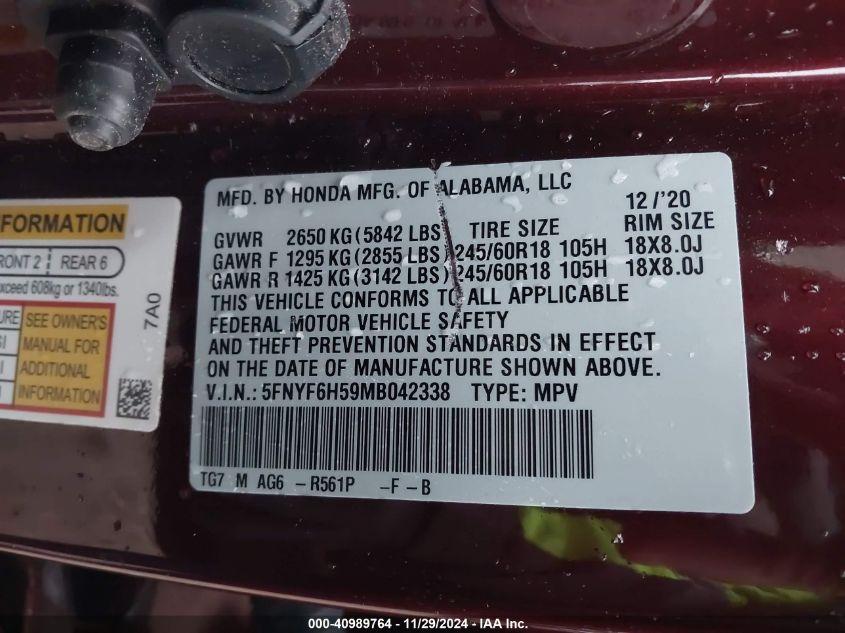 MFD. BY HONDA MFG. OF ALABAMA, LLC
12/'20
GVWR 2650 KG (5842 LBS) TIRE SIZE RIM SIZE
GAWR F 1295 KG (2855 LBS) 245/60R18 105H 18X8.0J
GAWR R 1425 KG (3142 LBS) 245/60R18 105H 18X8.0J
THIS VEHICLE CONFORMS TO ALL APPLICABLE
FEDERAL MOTOR VEHICLE SAFETY
AND THEFT PREVENTION STANDARDS IN EFFECT
ON THE DATE OF MANUFACTURE SHOWN ABOVE.
V.I.N.: 5FNYF6H59MB042338 TYPE: MPV
TG7 M AG6 -R561P -F-B
FORMATION
FRONT 2 REAR 6
exceed 608kg or 1340lbs.
SEE OWNER'S
MANUAL FOR
ADDITIONAL
INFORMATION
7A0
000-40989764 - 11/29/2024 - IAA Inc.